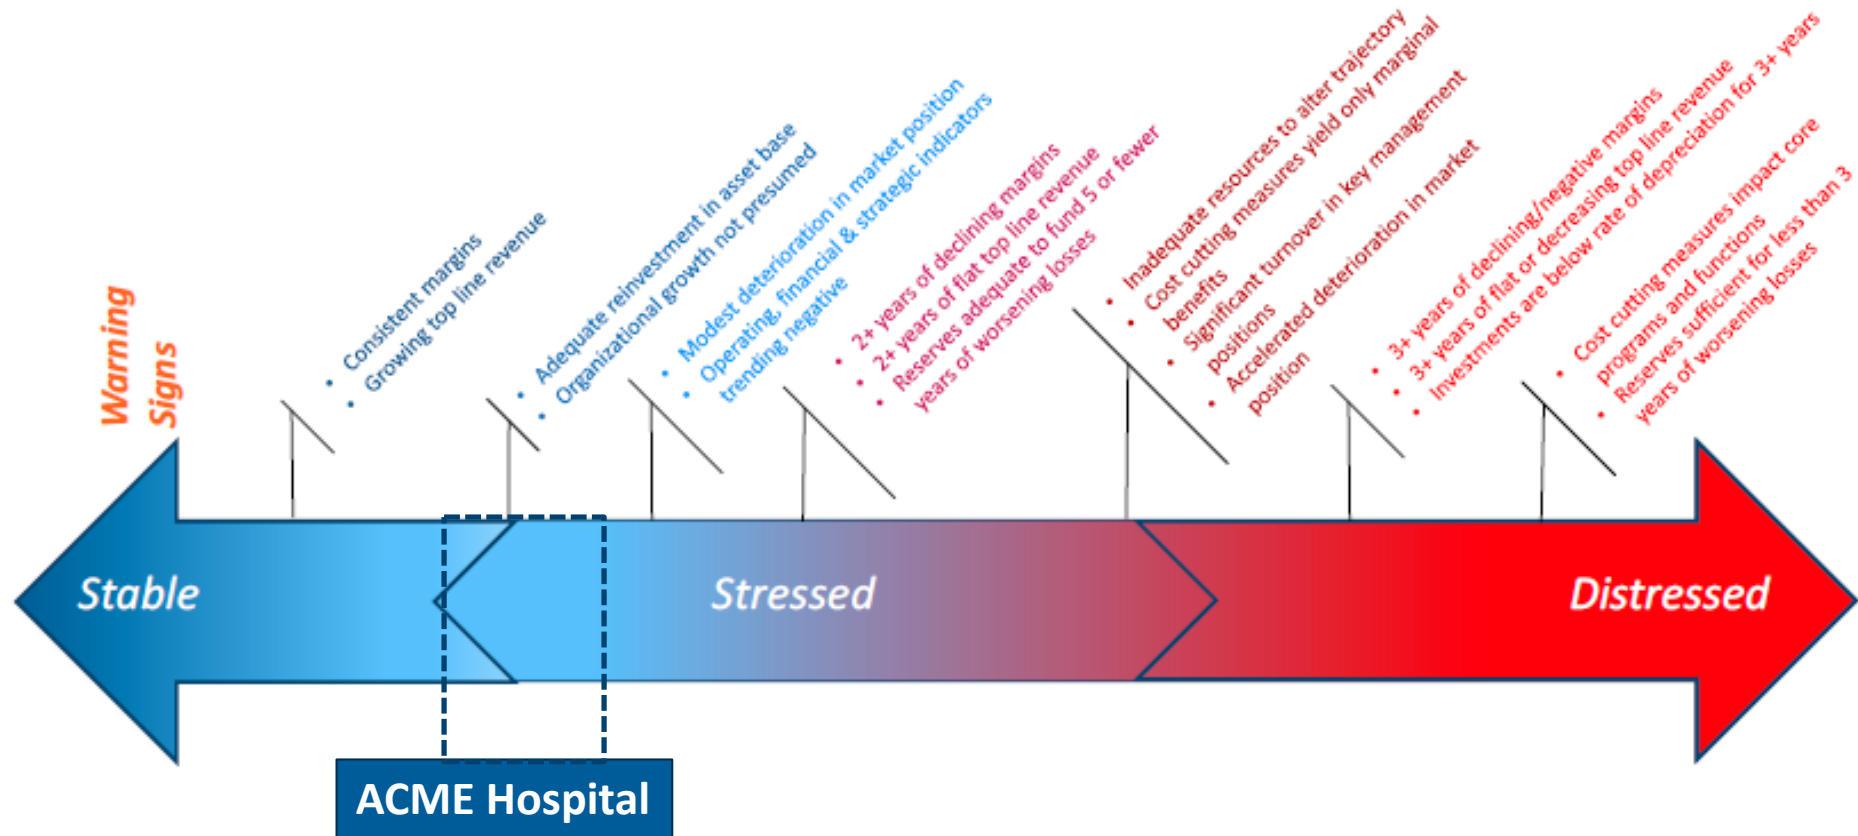 Warning
Signs
• Consistent margins
• Growing top line revenue
• Adequate reinvestment in asset base
• Organizational growth not presumed
• Modest deterioration in market position
• Operating, financial & strategic indicators
trending negative
• 2+ years of declining margins
• 2+ years of flat top line revenue
• Reserves adequate to fund 5 or fewer
years of worsening losses
• Inadequate resources to alter trajectory
• Cost cutting measures yield only marginal
benefits
• Significant turnover in key management
positions
• Accelerated deterioration in market
position
• 3+ years of declining/negative margins
• 3+ years of flat or decreasing top line revenue
• Investments are below rate of depreciation for 3+ years
• Cost cutting measures impact core
programs and functions
• Reserves sufficient for less than 3
years of worsening losses
Stable
Stressed
Distressed
ACME Hospital